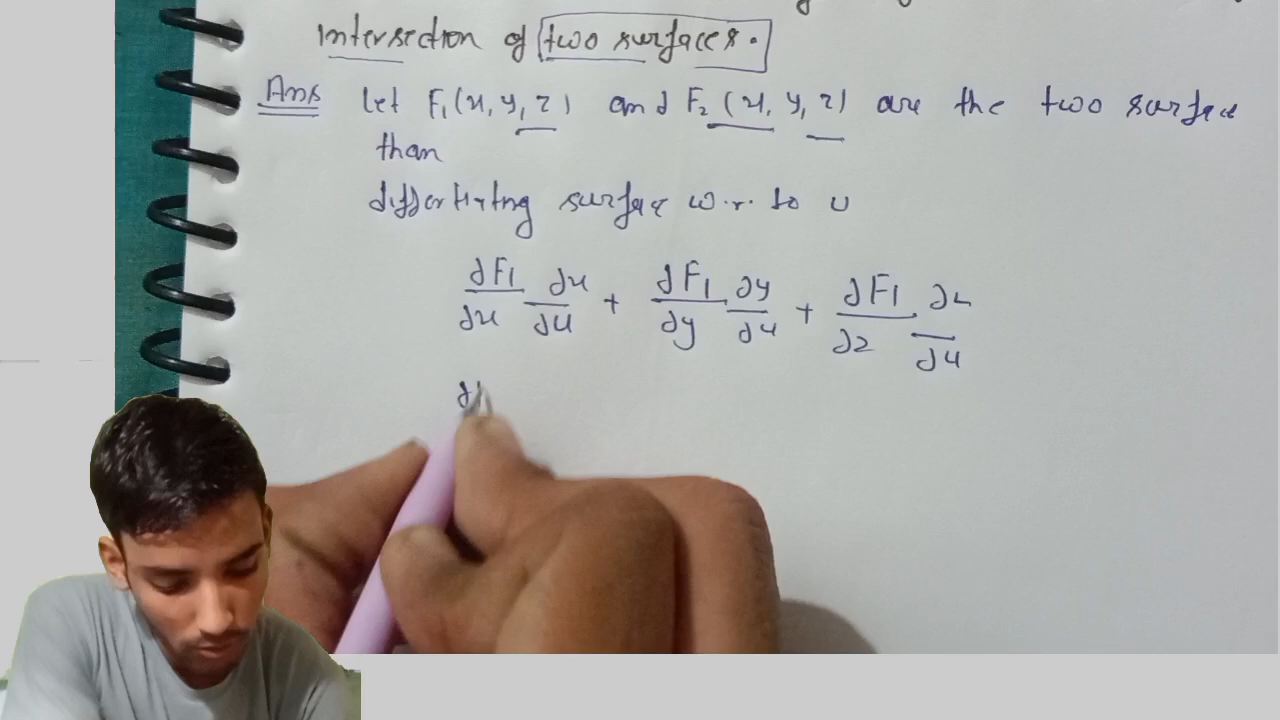 intersection of two surfaces.
Ans let F₁(x, y, z) and F₂ (x, y, z) are the two surface
than
surface w.r. to u
∂F₁/∂x ∂x/∂u + ∂F₁/∂y ∂y/∂u + ∂F₁/∂z ∂z/∂u